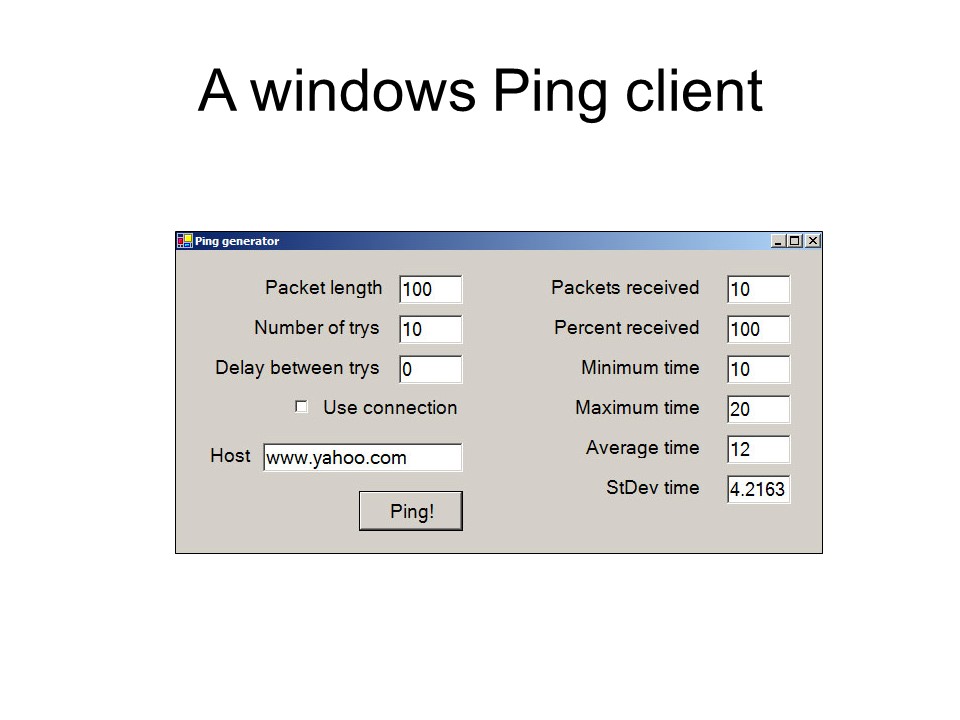 A windows Ping client
Ping generator
Packet length 100
Number of trys 10
Delay between trys 0
Use connection
Host www.yahoo.com
Ping!
Packets received 10
Percent received 100
Minimum time 10
Maximum time 20
Average time 12
StDev time 4.2163